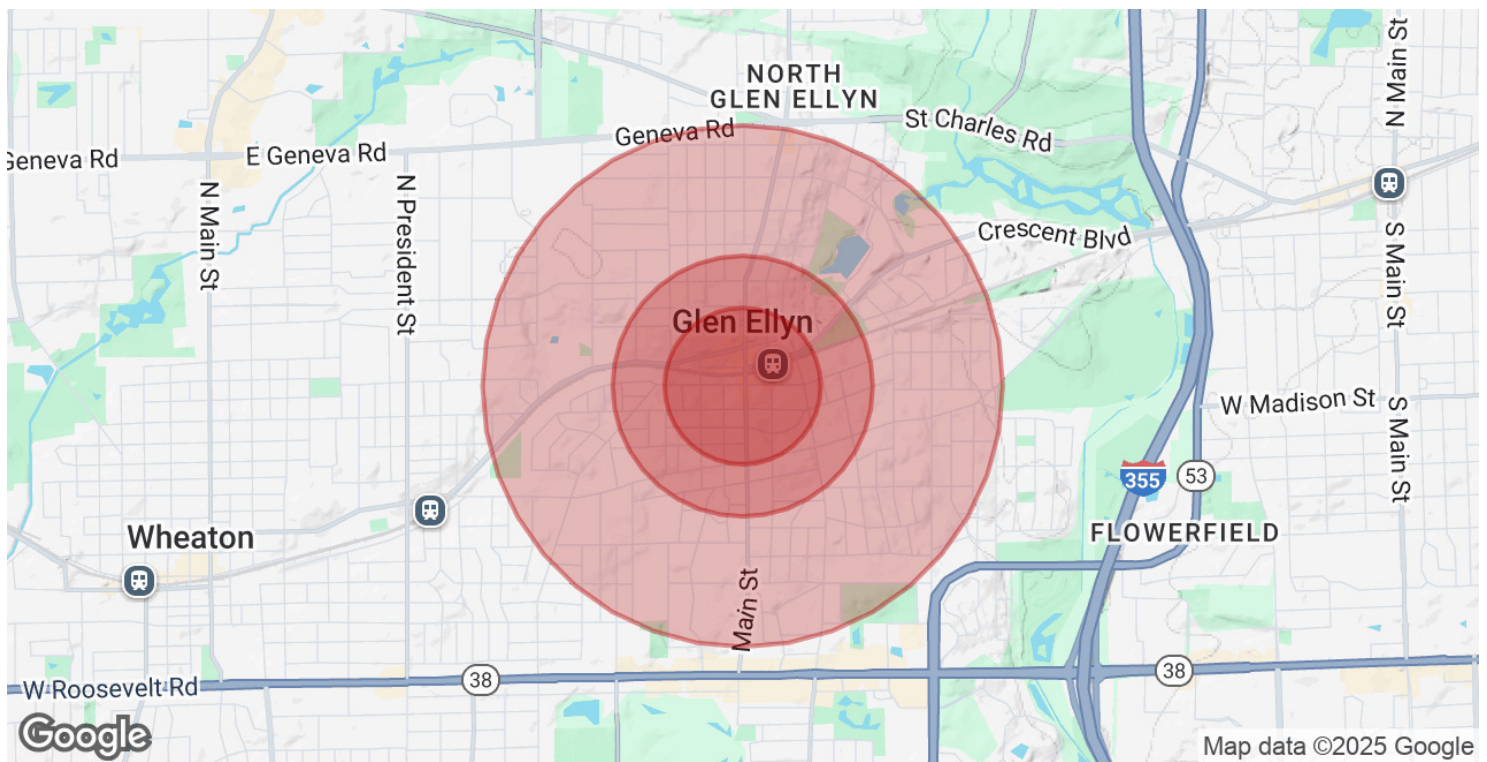 NORTH
GLEN ELLYN
St Charles Rd
N Main St
Geneva Rd
E Geneva Rd
Geneva Rd
N Main St
N President St
Crescent Blvd
S Main St
Glen Ellyn
W Madison St
S Main St
355
53
Wheaton
FLOWERFIELD
Main St
38
38
W Roosevelt Rd
Google
Map data ©2025 Google